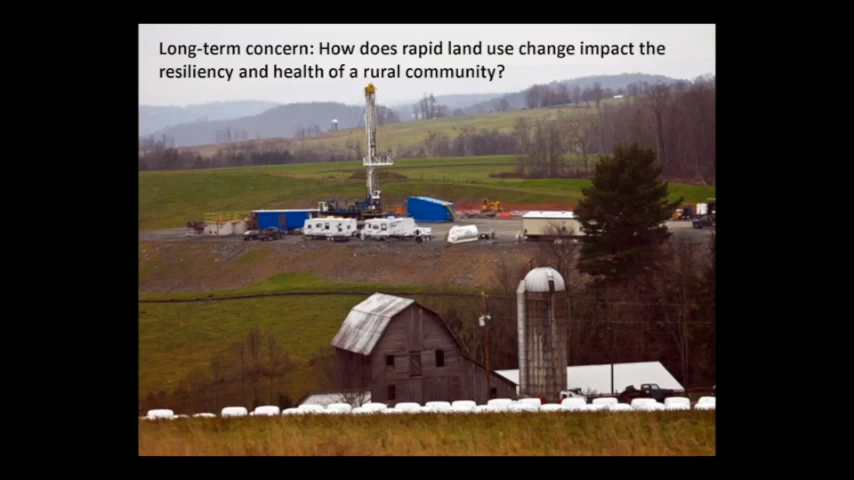 Long-term concern: How does rapid land use change impact the
resiliency and health of a rural community?